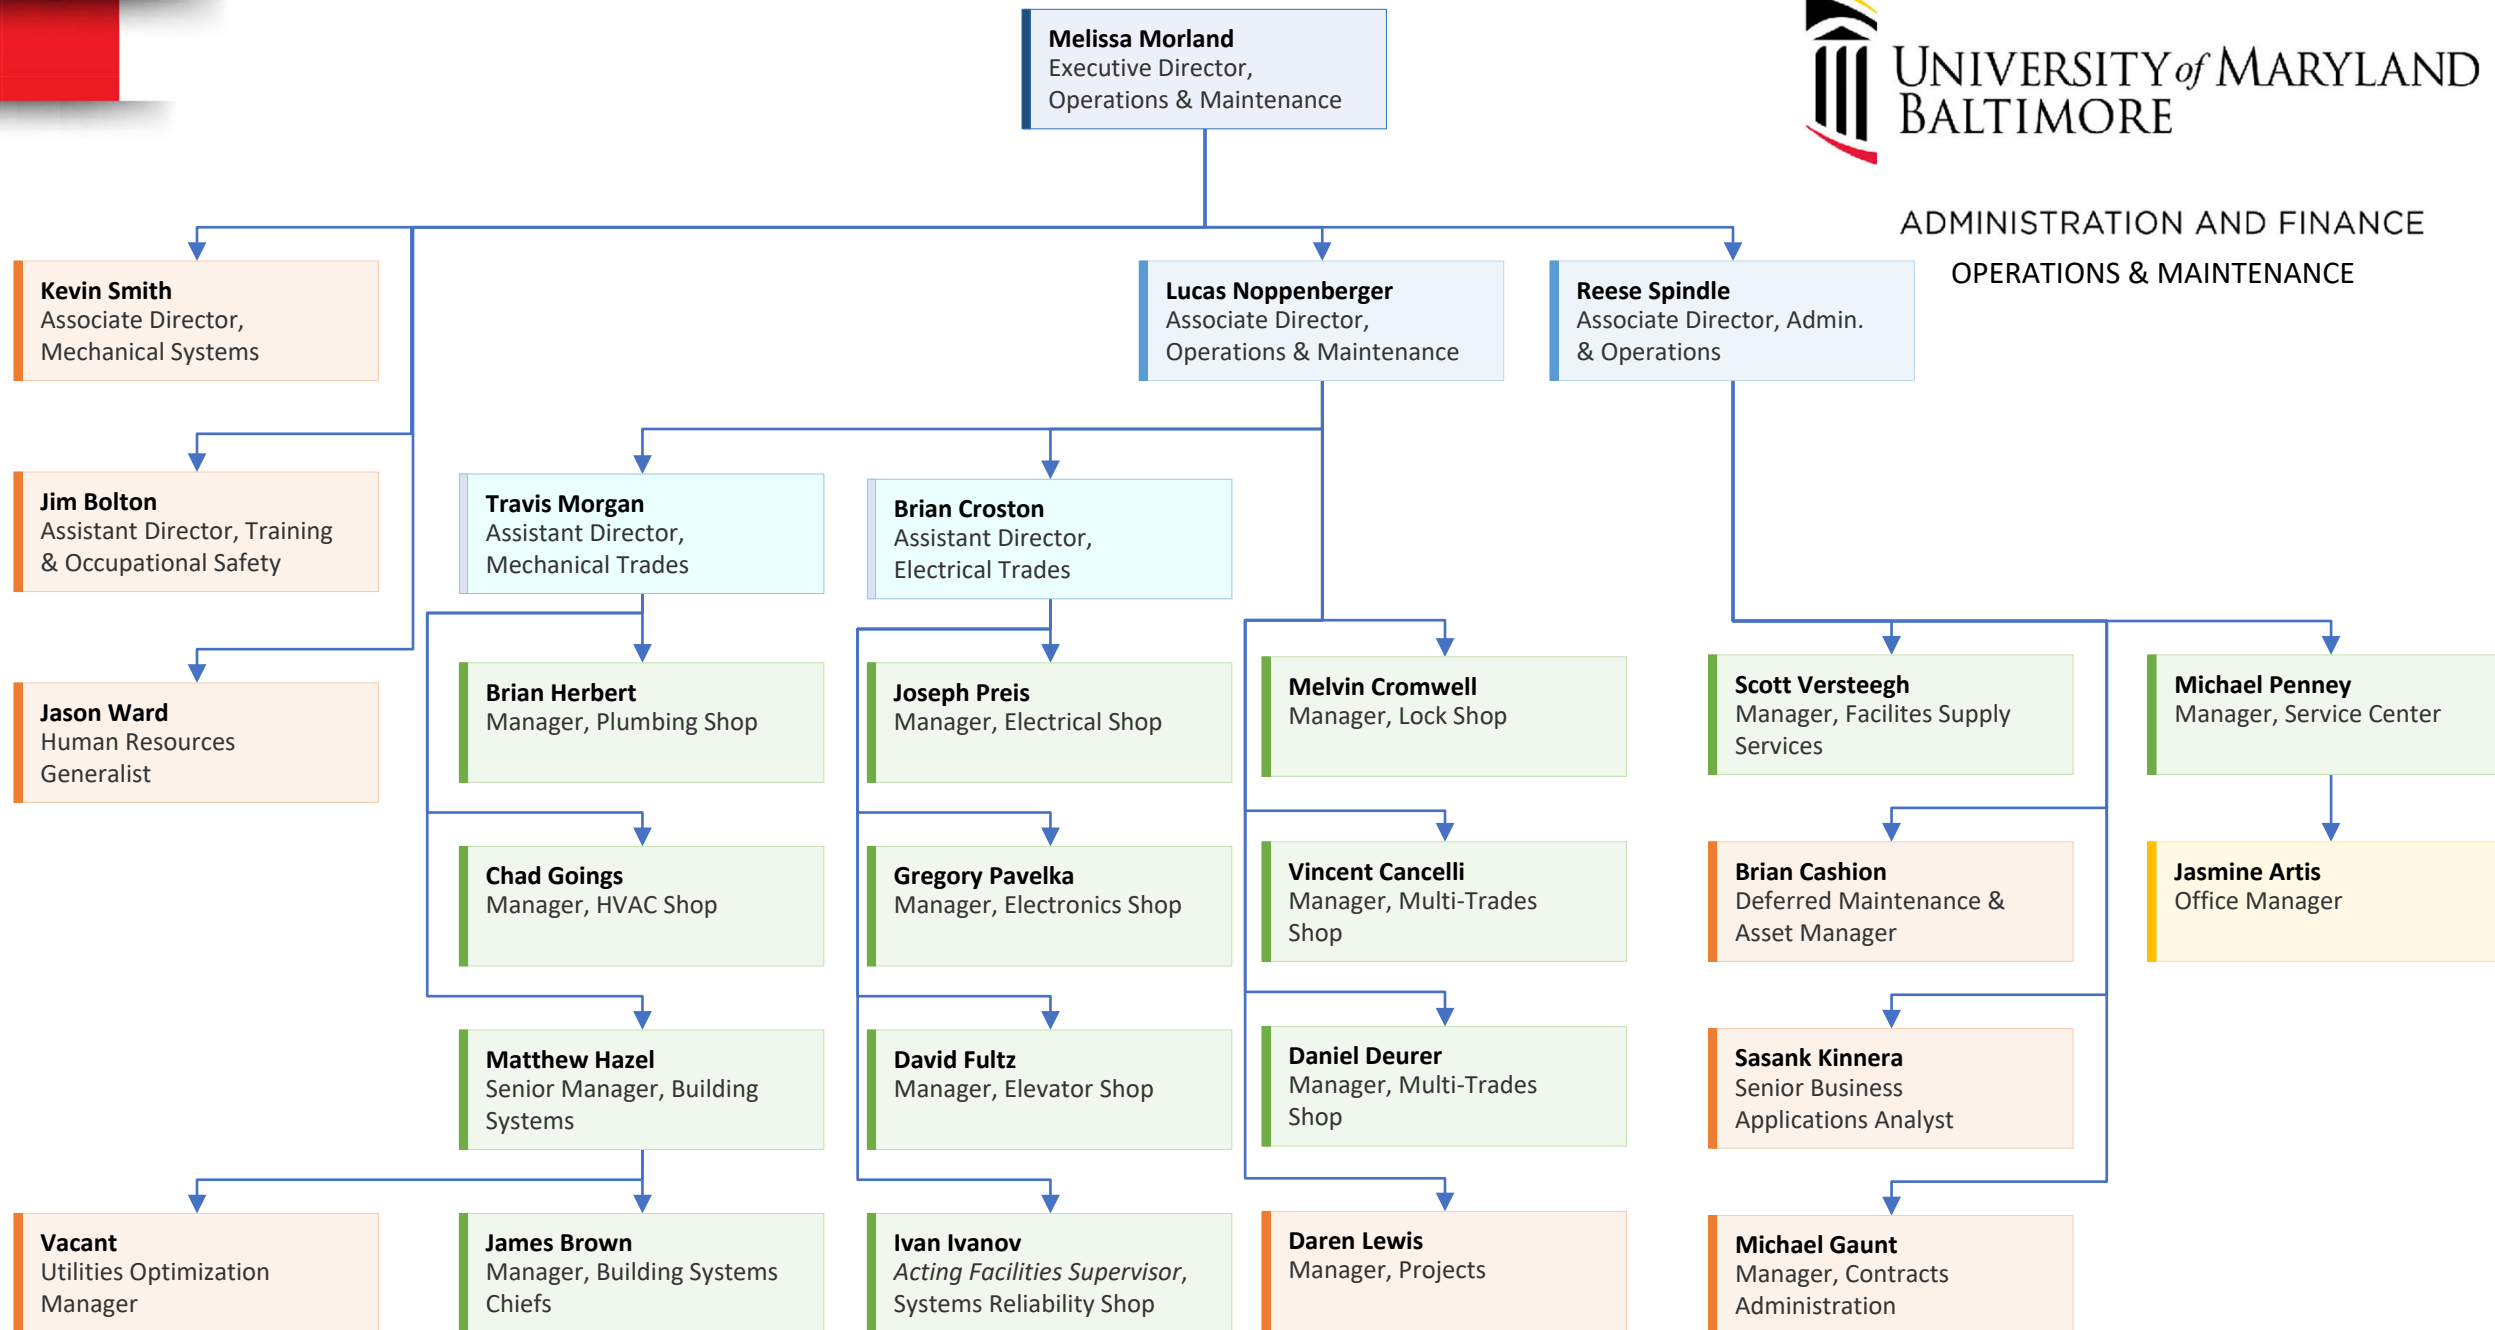 Melissa Morland
Executive Director,
Operations & Maintenance
UNIVERSITY of MARYLAND
BALTIMORE
ADMINISTRATION AND FINANCE
OPERATIONS & MAINTENANCE
Kevin Smith
Associate Director,
Mechanical Systems
Lucas Noppenberger
Associate Director,
Operations & Maintenance
Reese Spindle
Associate Director, Admin.
& Operations
Jim Bolton
Assistant Director, Training
& Occupational Safety
Travis Morgan
Assistant Director,
Mechanical Trades
Brian Croston
Assistant Director,
Electrical Trades
Jason Ward
Human Resources
Generalist
Brian Herbert
Manager, Plumbing Shop
Joseph Preis
Manager, Electrical Shop
Melvin Cromwell
Manager, Lock Shop
Scott Versteegh
Manager, Facilites Supply
Services
Michael Penney
Manager, Service Center
Chad Goings
Manager, HVAC Shop
Gregory Pavelka
Manager, Electronics Shop
Vincent Cancelli
Manager, Multi-Trades
Shop
Brian Cashion
Deferred Maintenance &
Asset Manager
Jasmine Artis
Office Manager
Matthew Hazel
Senior Manager, Building
Systems
David Fultz
Manager, Elevator Shop
Daniel Deurer
Manager, Multi-Trades
Shop
Sasank Kinnera
Senior Business
Applications Analyst
Vacant
Utilities Optimization
Manager
James Brown
Manager, Building Systems
Chiefs
Ivan Ivanov
Acting Facilities Supervisor,
Systems Reliability Shop
Daren Lewis
Manager, Projects
Michael Gaunt
Manager, Contracts
Administration